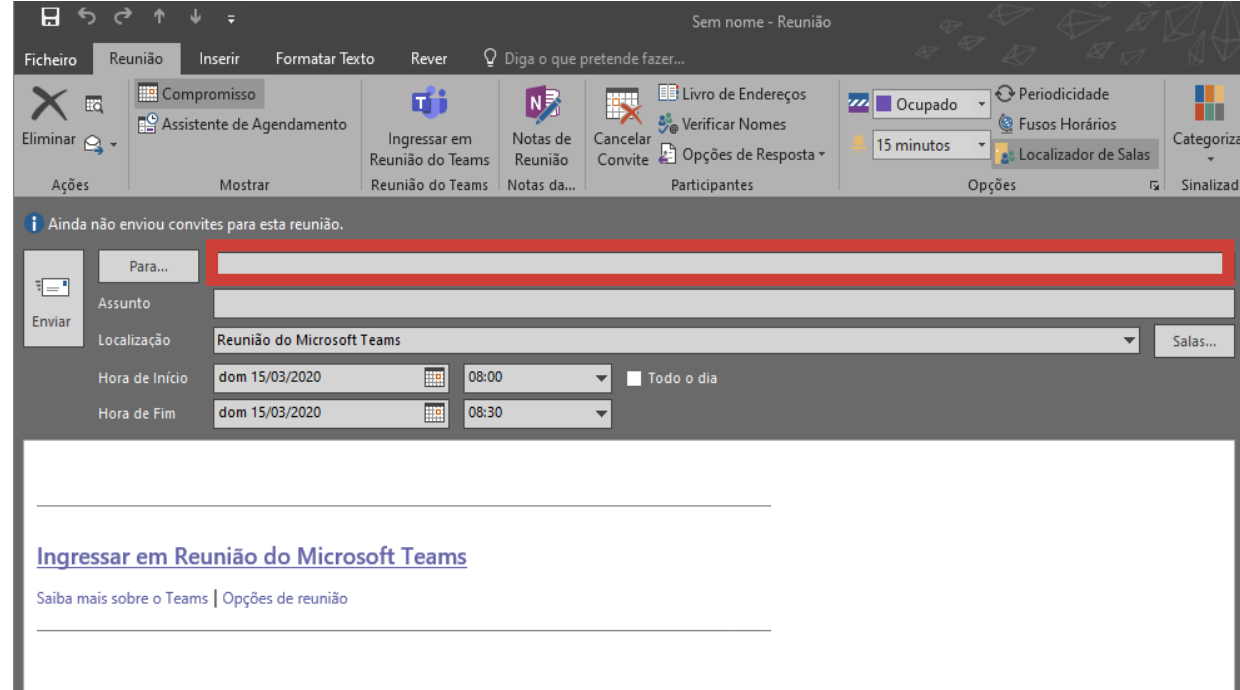 Sem nome - Reunião
Ficheiro Reunião Inserir Formatar Texto Rever Diga o que pretende fazer...
Eliminar
Ações
Compromisso
Assistente de Agendamento
Mostrar
Ingressar em
Reunião do Teams
Reunião do Teams
Notas de
Reunião
Notas da...
Cancelar
Convite
Livro de Endereços
Verificar Nomes
Opções de Resposta
Participantes
Ocupado
15 minutos
Periodicidade
Fusos Horários
Localizador de Salas
Opções
Categoriza
Sinalizad
Ainda não enviou convites para esta reunião.
Enviar
Para...
Assunto
Localização Reunião do Microsoft Teams Salas...
Hora de Início dom 15/03/2020 08:00 Todo o dia
Hora de Fim dom 15/03/2020 08:30
Ingressar em Reunião do Microsoft Teams
Saiba mais sobre o Teams | Opções de reunião